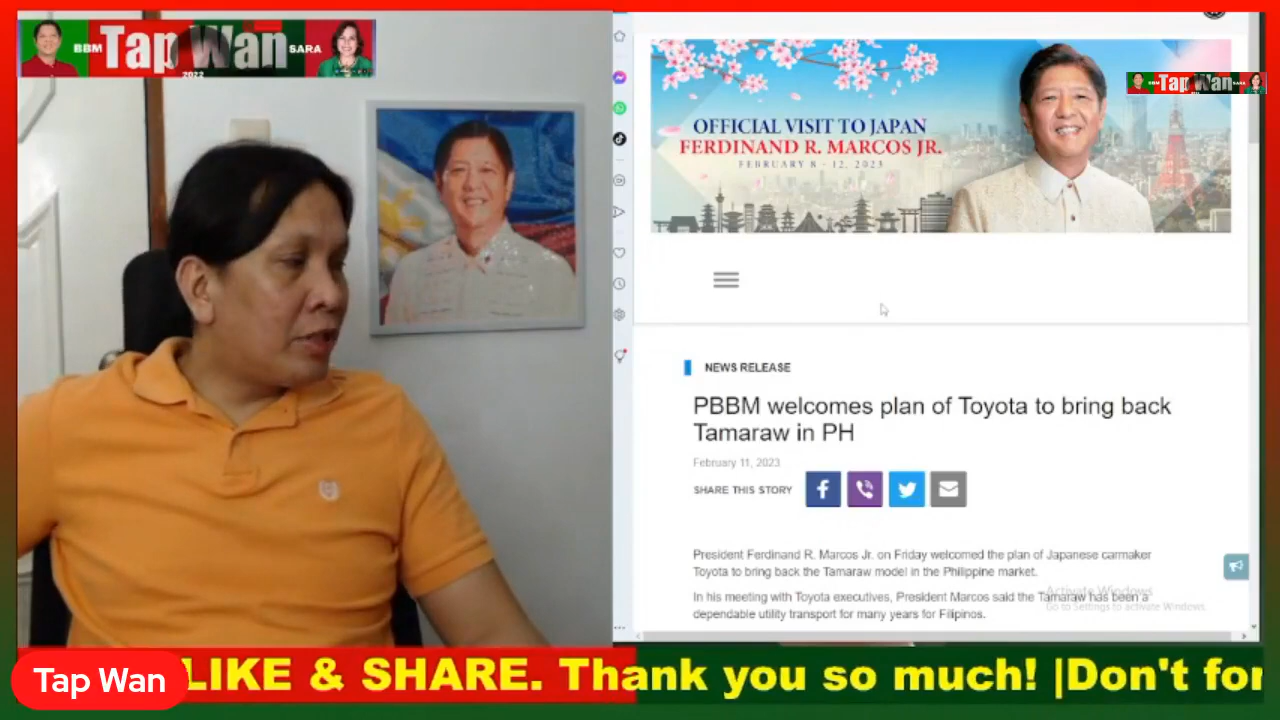 BBM Tap Wan SARA
2022
OFFICIAL VISIT TO JAPAN
FERDINAND R. MARCOS JR.
FEBRUARY 8 - 12, 2023
BBM Tap Wan SARA
NEWS RELEASE
PBBM welcomes plan of Toyota to bring back
Tamaraw in PH
February 11, 2023
SHARE THIS STORY
President Ferdinand R. Marcos Jr. on Friday welcomed the plan of Japanese carmaker
Toyota to bring back the Tamaraw model in the Philippine market.
In his meeting with Toyota executives, President Marcos said the Tamaraw has been a
dependable utility transport for many years for Filipinos.
Activate Windows
Go to Settings to activate Windows.
Tap Wan
LIKE & SHARE. Thank you so much! |Don't for